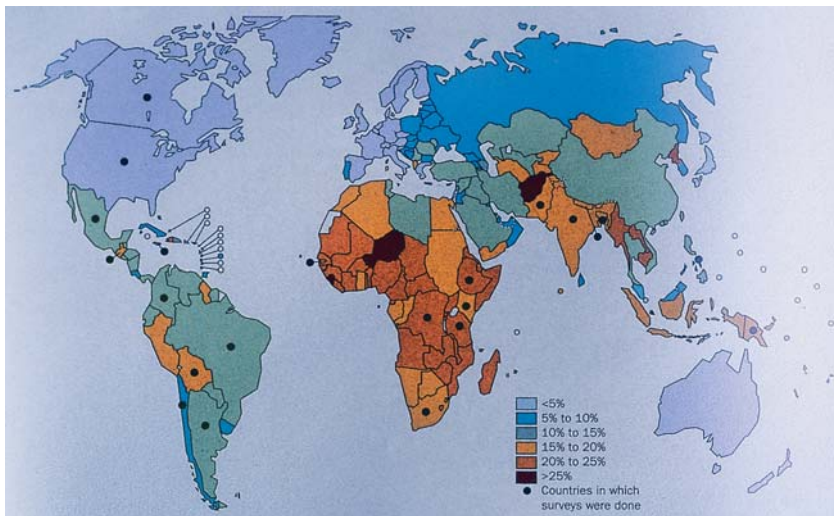 <5%
5% to 10%
10% to 15%
15% to 20%
20% to 25%
>25%
Countries in which
surveys were done